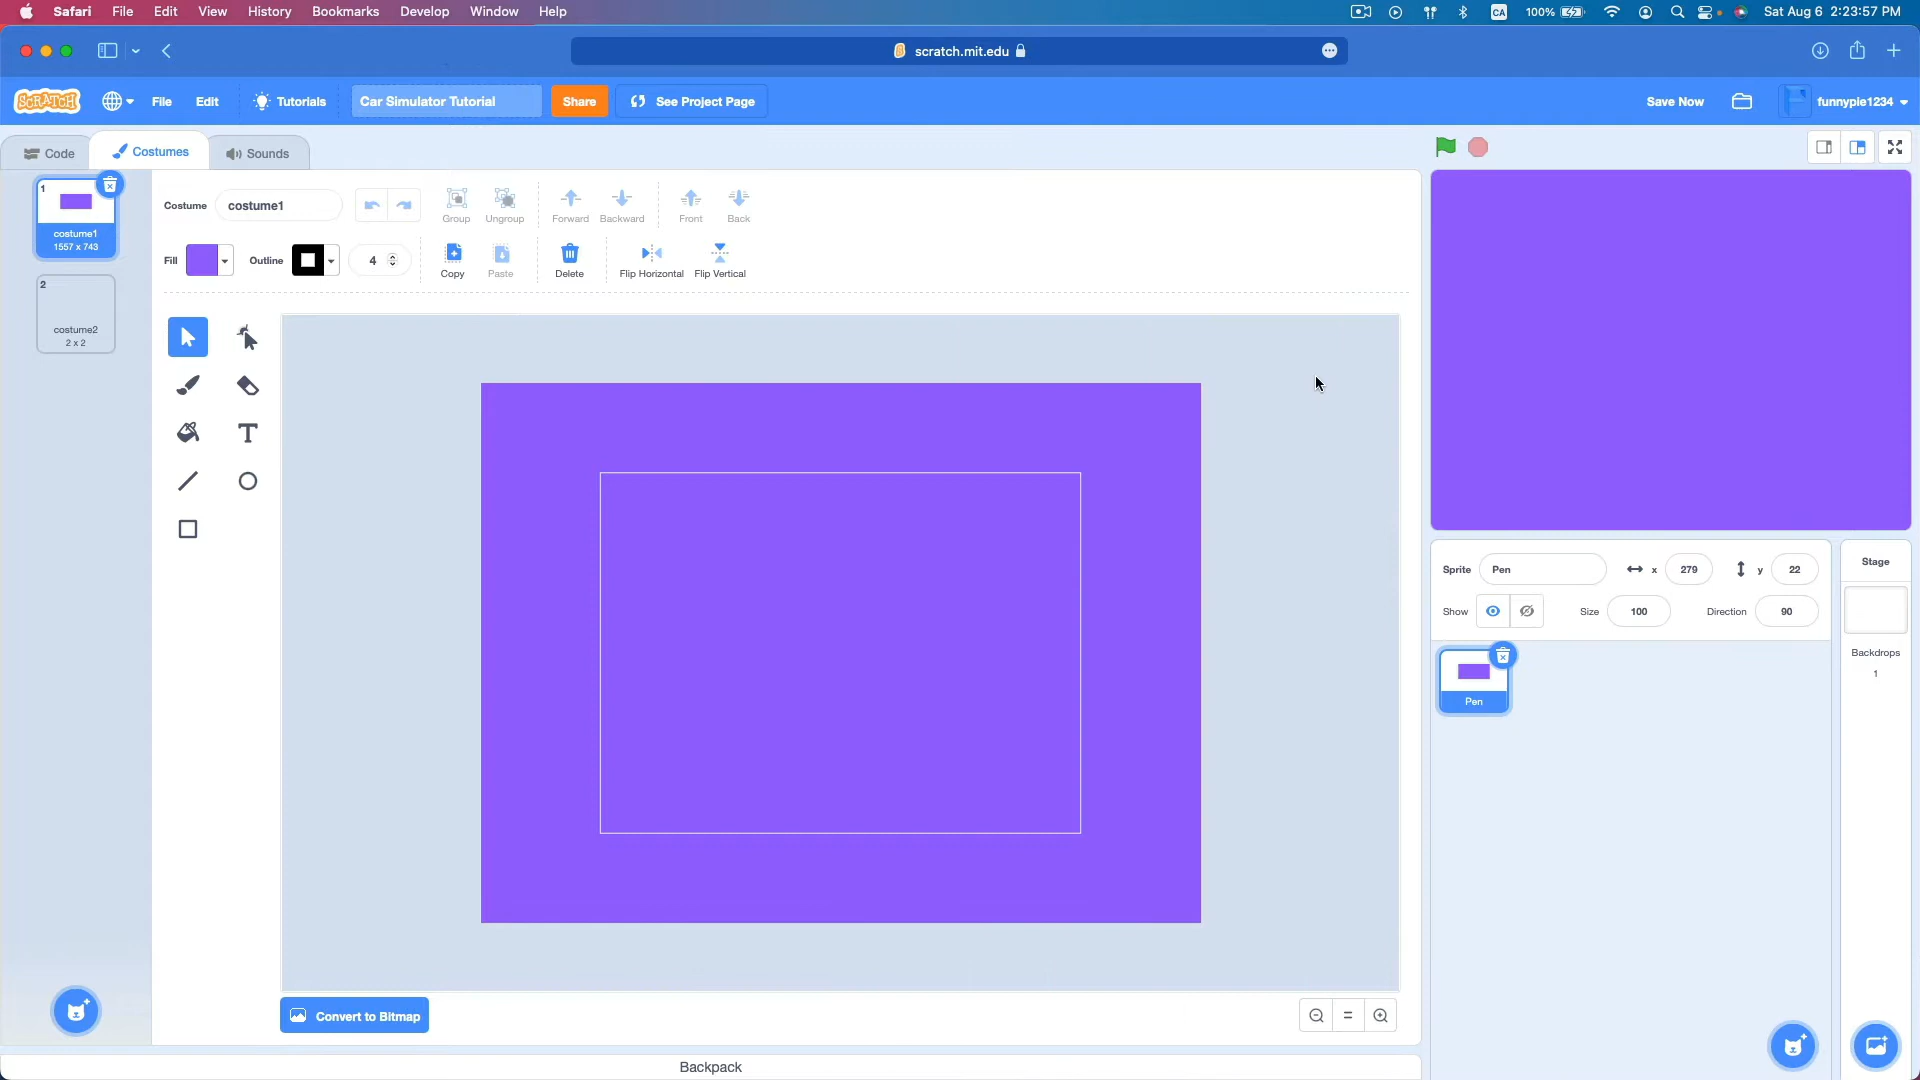 Safari File Edit View History Bookmarks Develop Window Help CA 100% Sat Aug 6 2:23:57 PM
scratch.mit.edu
SCRATCH File Edit Tutorials Car Simulator Tutorial Share See Project Page Save Now funnypie1234
Code Costumes Sounds
1
costume1
1557 x 743
2
costume2
2 x 2
Costume costume1 Group Ungroup Forward Backward Front Back
Fill Outline 4 Copy Paste Delete Flip Horizontal Flip Vertical
Convert to Bitmap
Backpack
Sprite Pen x 279 y 22
Show Size 100 Direction 90
Pen
Stage
Backdrops
1